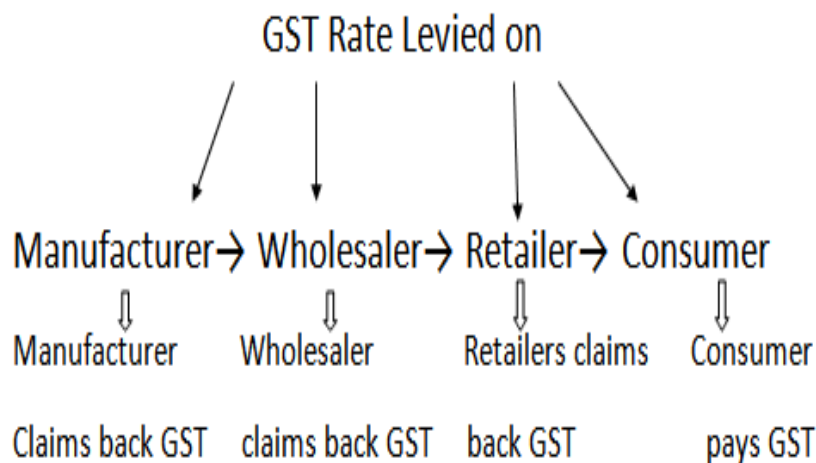 GST Rate Levied on
Manufacturer→ Wholesaler→ Retailer→ Consumer
Manufacturer Wholesaler Retailers claims Consumer
Claims back GST claims back GST back GST pays GST